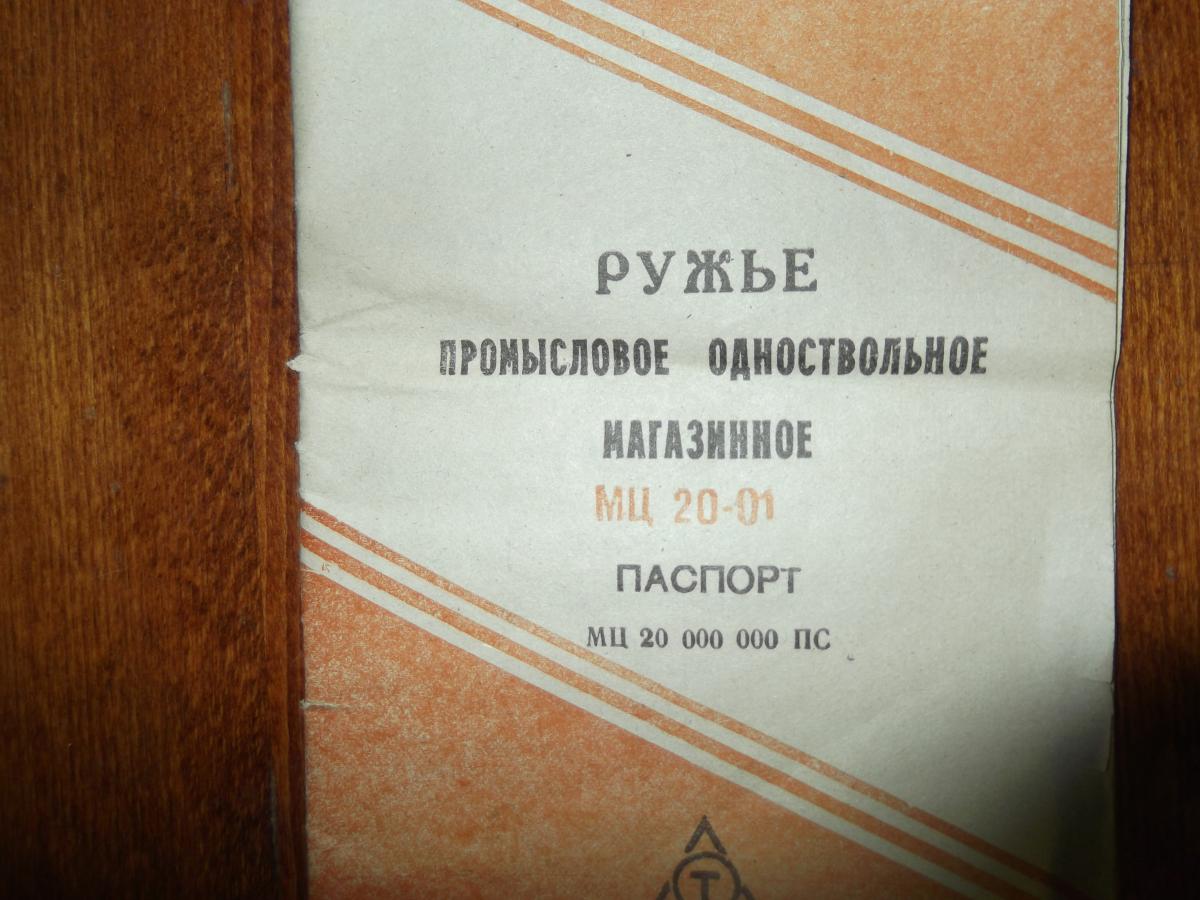 РУЖЬЕ
ПРОМЫСЛОВОЕ ОДНОСТВОЛЬНОЕ
МАГАЗИННОЕ
МЦ 20-01
ПАСПОРТ
МЦ 20 000 000 ПС
Т